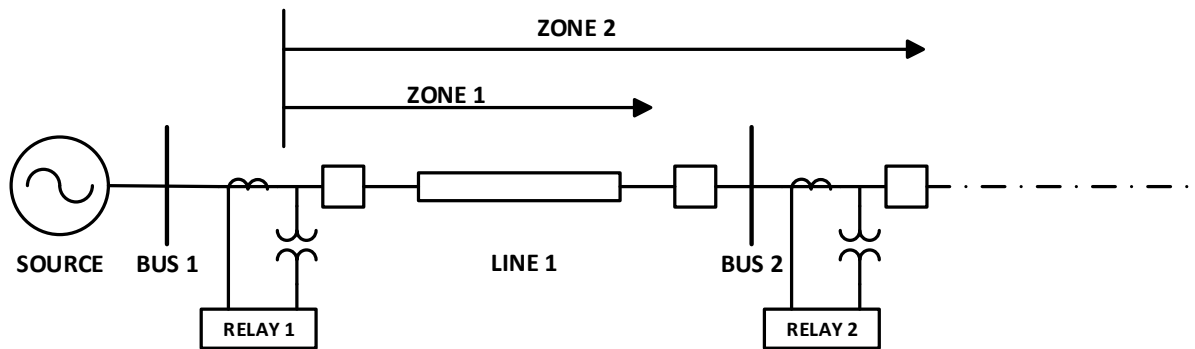 ZONE 2
ZONE 1
SOURCE
BUS 1
LINE 1
BUS 2
RELAY 1
RELAY 2